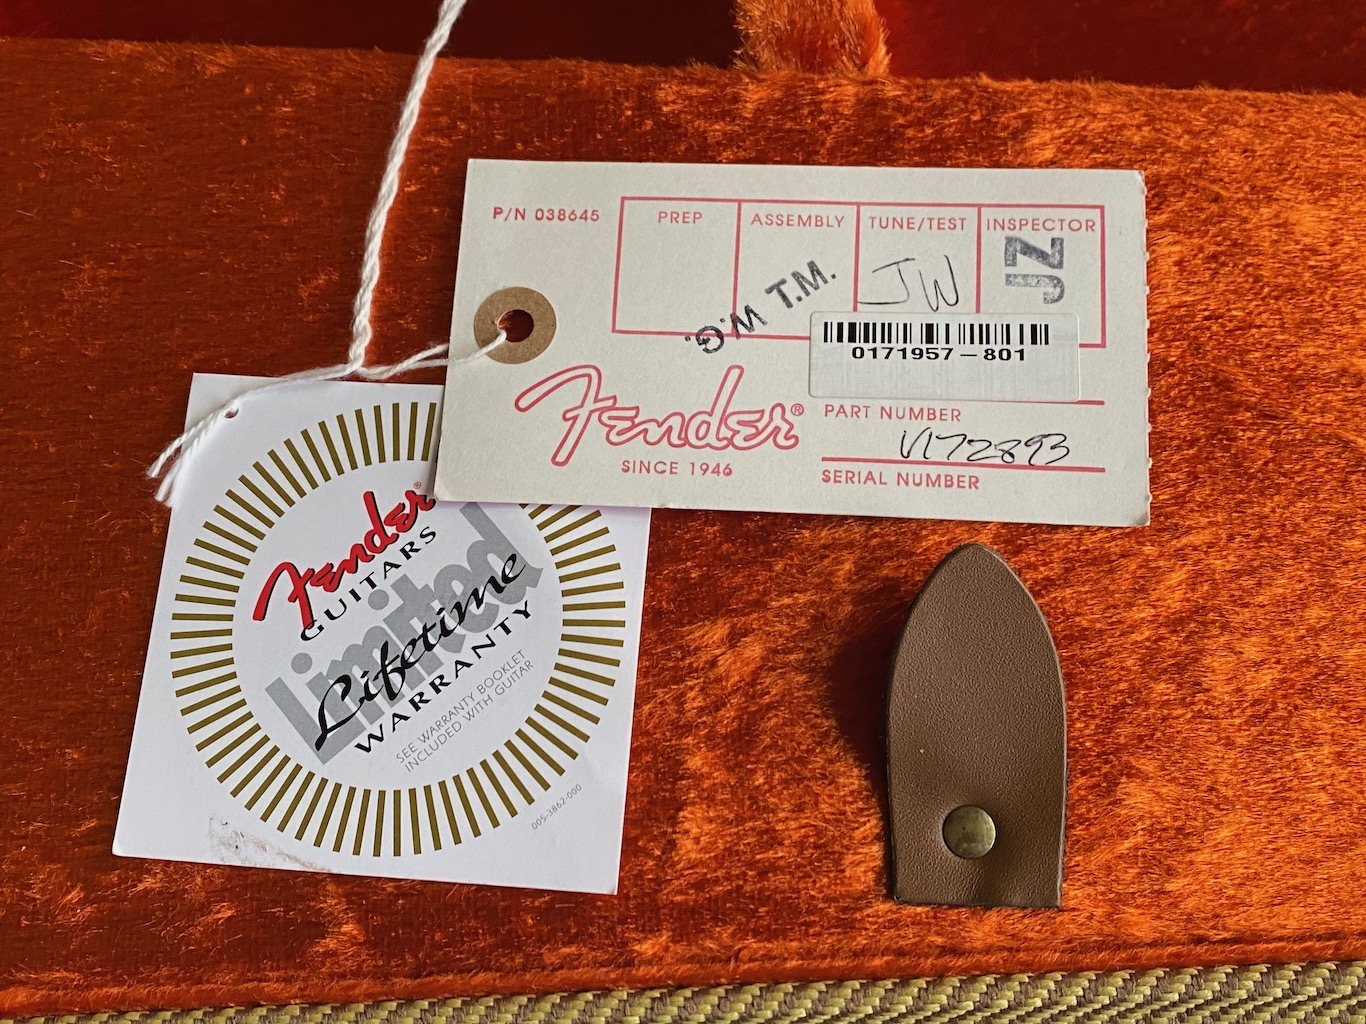 P/N 038645
PREP
ASSEMBLY
TUNE/TEST
INSPECTOR
W.G.
T.M.
JW
JZ
0171957-801
PART NUMBER
V172893
SERIAL NUMBER
Fender®
SINCE 1946
Fender®
GUITARS
Limited
Lifetime
WARRANTY
SEE WARRANTY BOOKLET
INCLUDED WITH GUITAR
005-3862-000